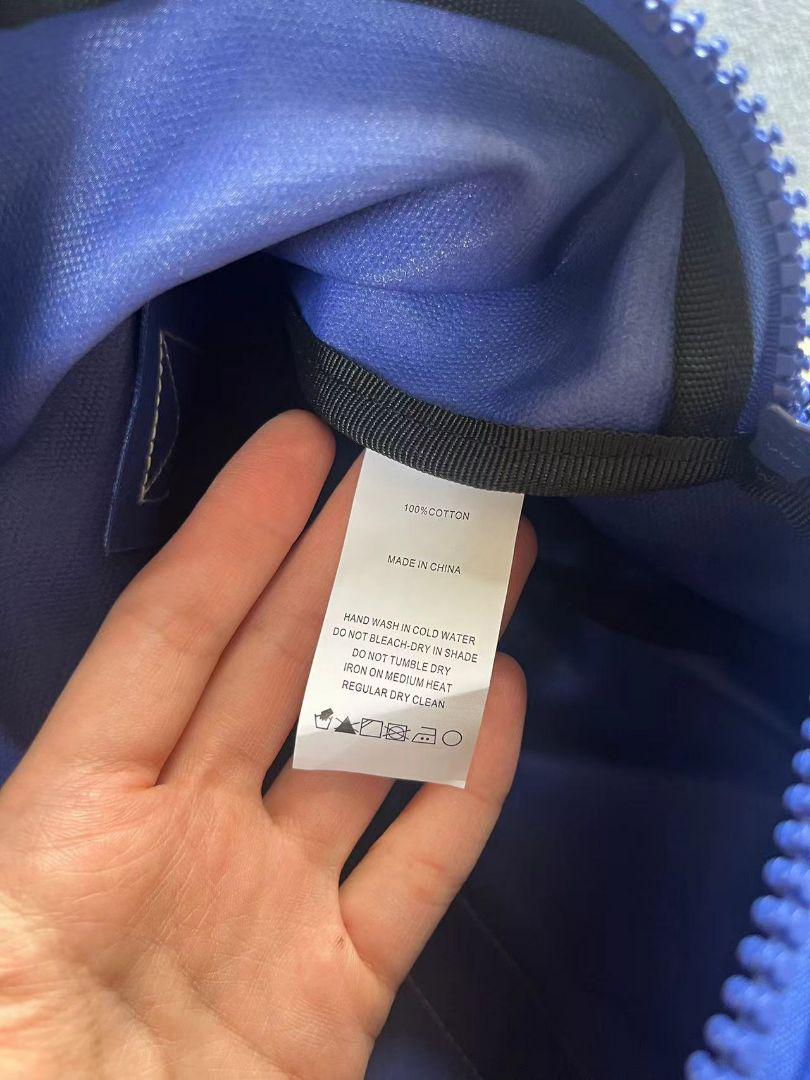 100%COTTON
MADE IN CHINA
HAND WASH IN COLD WATER
DO NOT BLEACH-DRY IN SHADE
DO NOT TUMBLE DRY
IRON ON MEDIUM HEAT
REGULAR DRY CLEAN